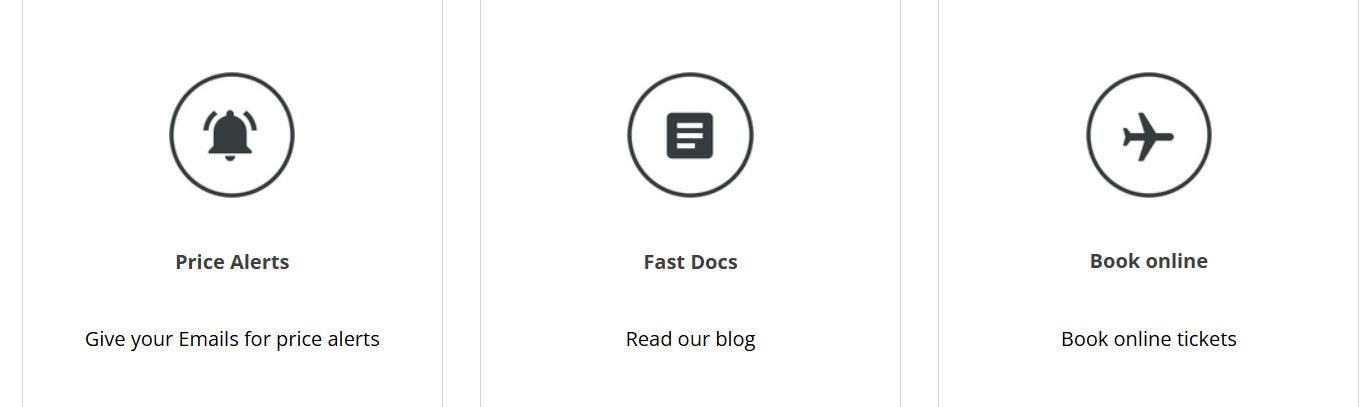 Price Alerts
Give your Emails for price alerts
Fast Docs
Read our blog
Book online
Book online tickets